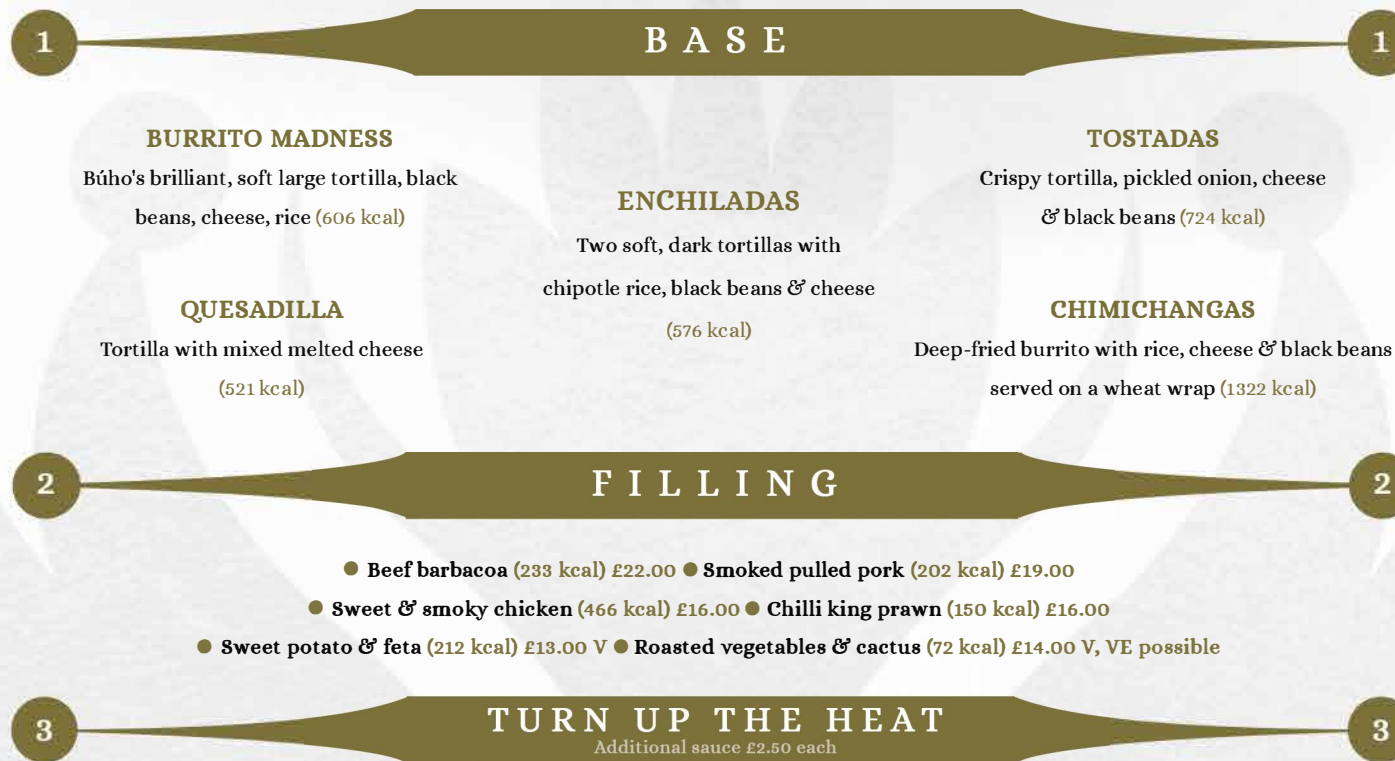 1 BASE 1
BURRITO MADNESS
Búho's brilliant, soft large tortilla, black
beans, cheese, rice (606 kcal)
QUESADILLA
Tortilla with mixed melted cheese
(521 kcal)
ENCHILADAS
Two soft, dark tortillas with
chipotle rice, black beans & cheese
(576 kcal)
TOSTADAS
Crispy tortilla, pickled onion, cheese
& black beans (724 kcal)
CHIMICHANGAS
Deep-fried burrito with rice, cheese & black beans
served on a wheat wrap (1322 kcal)
2 FILLING 2
● Beef barbacoa (233 kcal) £22.00 ● Smoked pulled pork (202 kcal) £19.00
● Sweet & smoky chicken (466 kcal) £16.00 ● Chilli king prawn (150 kcal) £16.00
● Sweet potato & feta (212 kcal) £13.00 V ● Roasted vegetables & cactus (72 kcal) £14.00 V, VE possible
3 TURN UP THE HEAT 3
Additional sauce £2.50 each